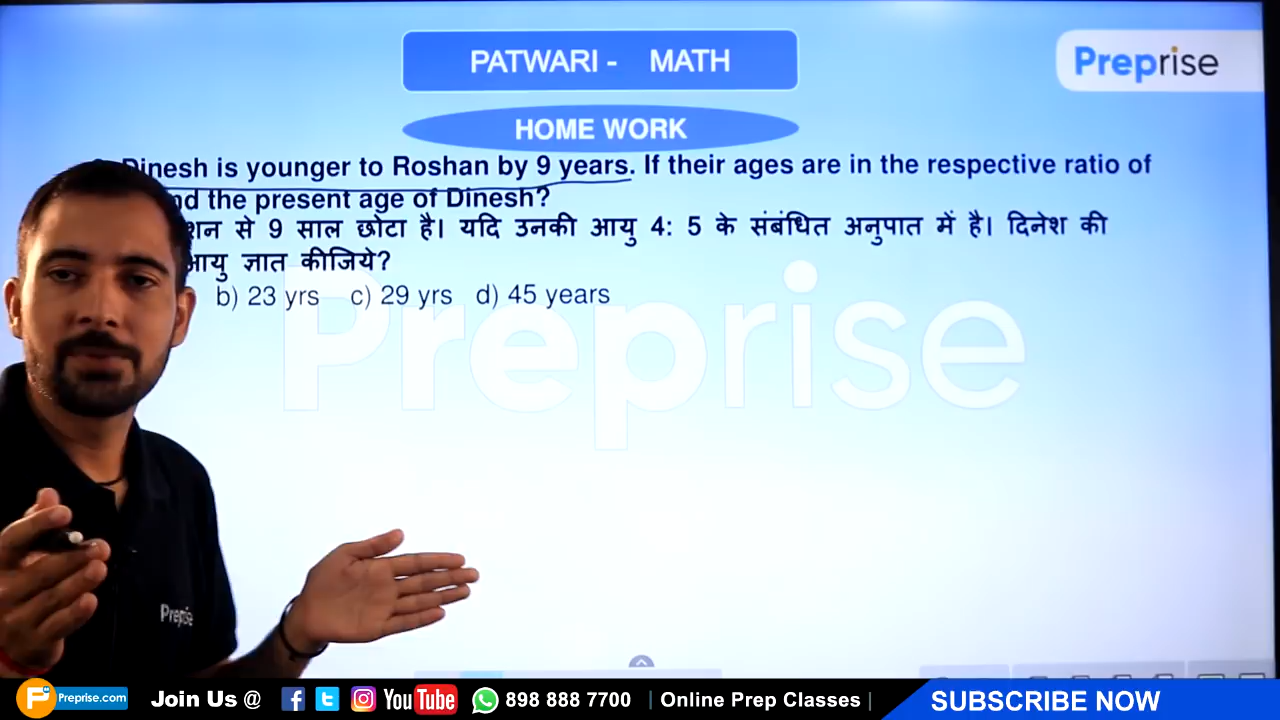 PATWARI - MATH
Preprise
HOME WORK
Dinesh is younger to Roshan by 9 years. If their ages are in the respective ratio of
the present age of Dinesh?
से 9 साल छोटा है। यदि उनकी आयु 4: 5 के संबंधित अनुपात में है। दिनेश की
आयु ज्ञात कीजिये?
b) 23 yrs c) 29 yrs d) 45 years
Preprise
Preprise
Preprise.com Join Us @ You Tube 898 888 7700 | Online Prep Classes | SUBSCRIBE NOW